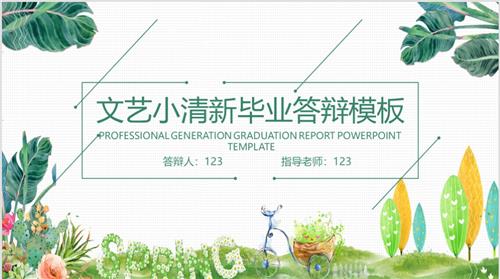 文艺小清新毕业答辩模板
PROFESSIONAL GENERATION GRADUATION REPORT POWERPOINT
TEMPLATE
答辩人：123 指导老师：123
SPRING